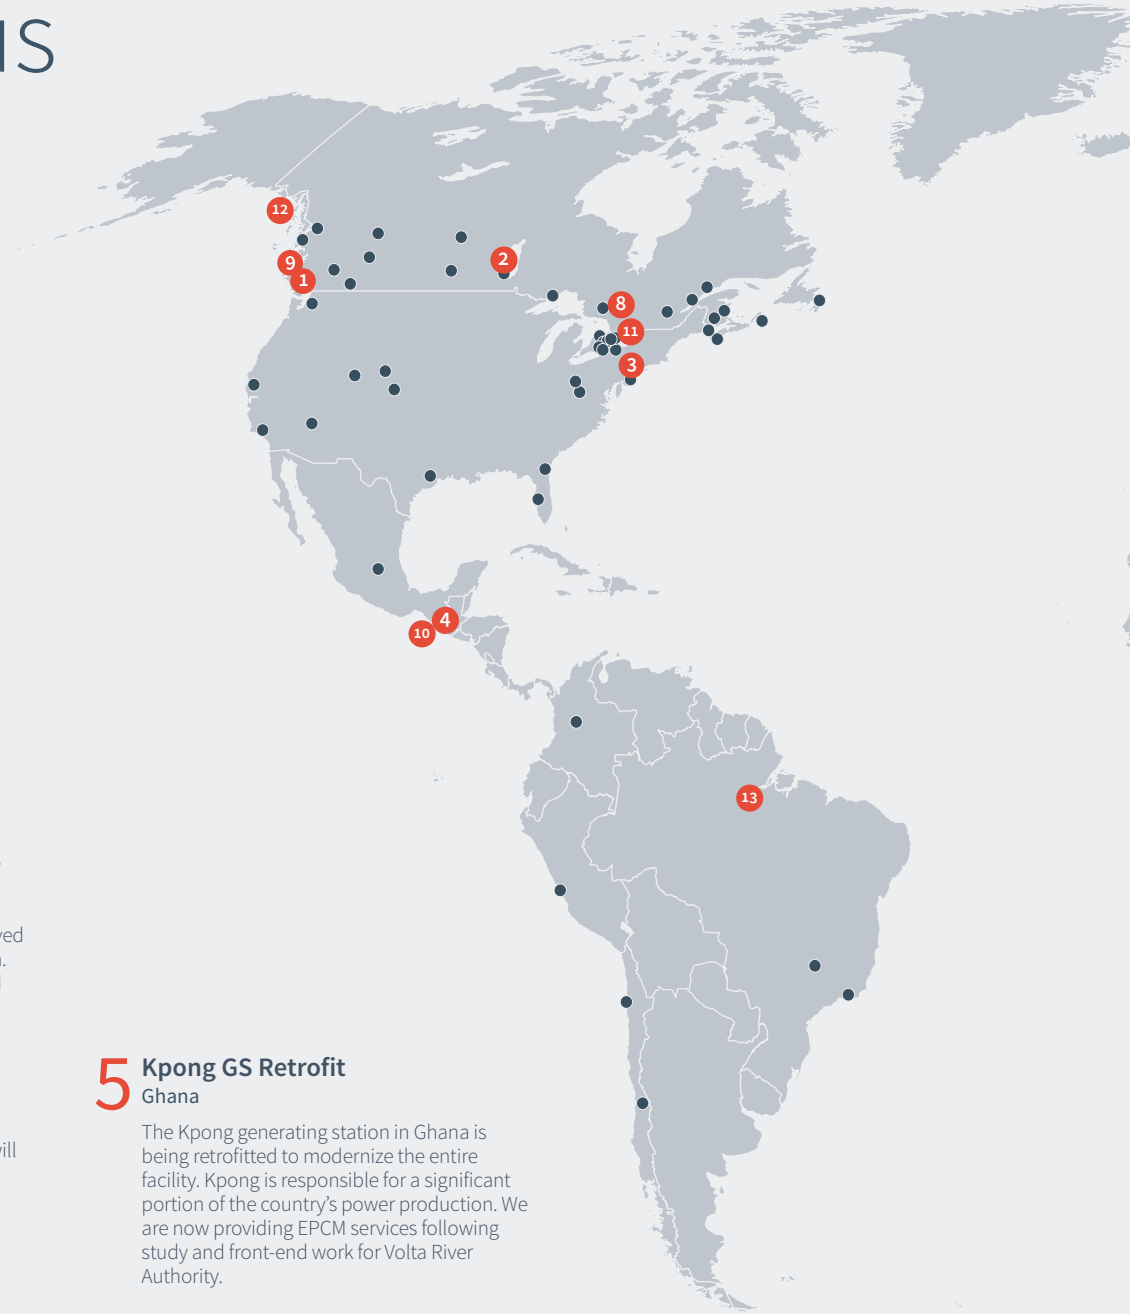 12
9
1
2
8
11
3
4
10
13
5
Kpong GS Retrofit
Ghana
The Kpong generating station in Ghana is
being retrofitted to modernize the entire
facility. Kpong is responsible for a significant
portion of the country’s power production. We
are now providing EPCM services following
study and front-end work for Volta River
Authority.